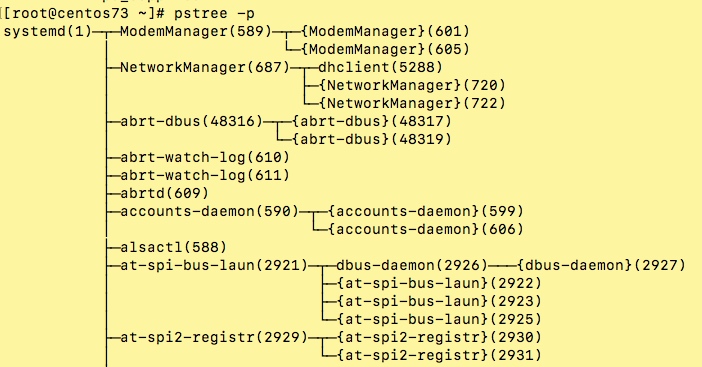 [[root@centos73 ~]# pstree -p
systemd(1)─┬─ModemManager(589)─┬─{ModemManager}(601)
           │                   └─{ModemManager}(605)
           ├─NetworkManager(687)─┬─dhclient(5288)
           │                     ├─{NetworkManager}(720)
           │                     └─{NetworkManager}(722)
           ├─abrt-dbus(48316)─┬─{abrt-dbus}(48317)
           │                  └─{abrt-dbus}(48319)
           ├─abrt-watch-log(610)
           ├─abrt-watch-log(611)
           ├─abrtd(609)
           ├─accounts-daemon(590)─┬─{accounts-daemon}(599)
           │                      └─{accounts-daemon}(606)
           ├─alsactl(588)
           ├─at-spi-bus-laun(2921)─┬─dbus-daemon(2926)───{dbus-daemon}(2927)
           │                       ├─{at-spi-bus-laun}(2922)
           │                       ├─{at-spi-bus-laun}(2923)
           │                       └─{at-spi-bus-laun}(2925)
           ├─at-spi2-registr(2929)─┬─{at-spi2-registr}(2930)
           │                       └─{at-spi2-registr}(2931)